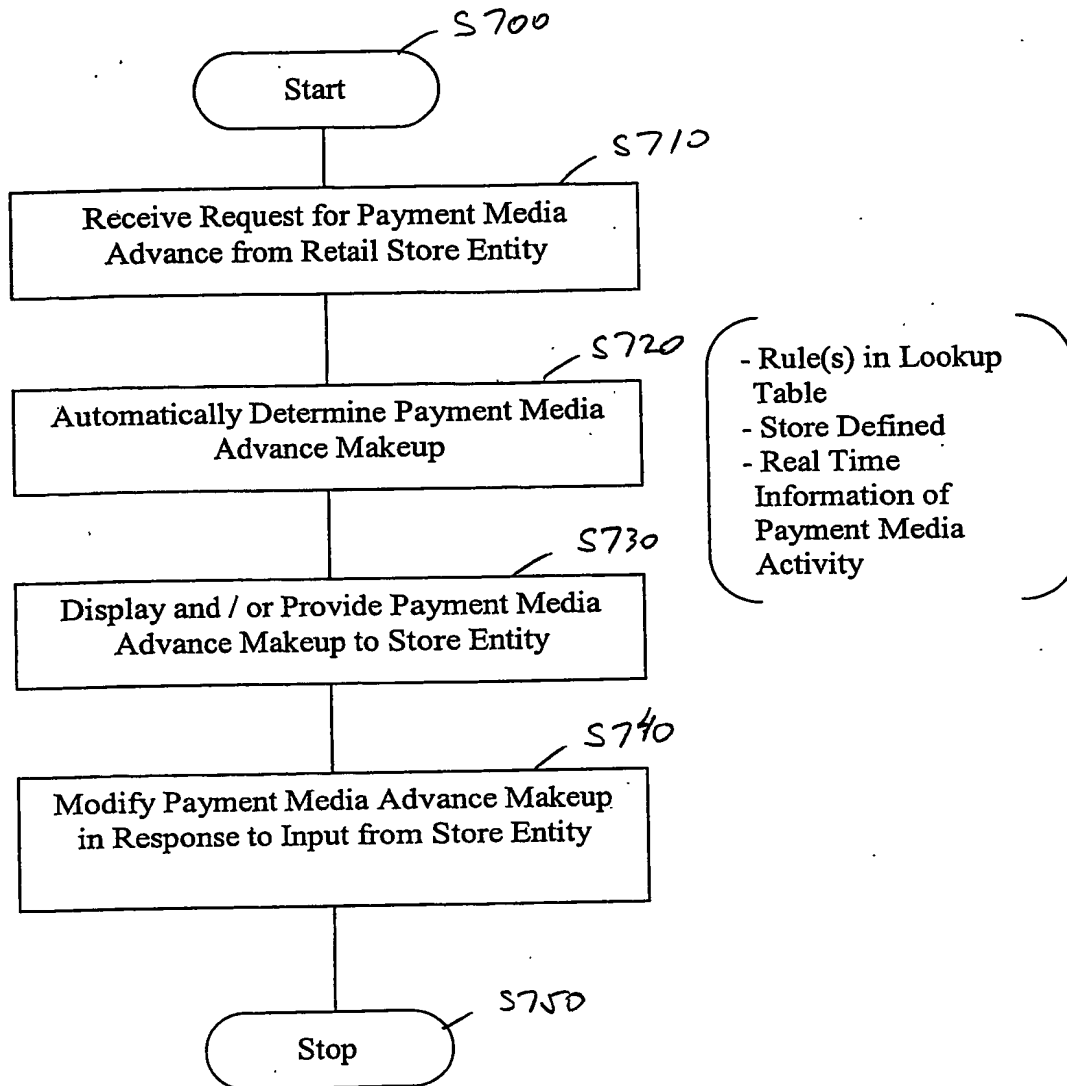 S700
Start
S710
Receive Request for Payment Media
Advance from Retail Store Entity
S720
Automatically Determine Payment Media
Advance Makeup
- Rule(s) in Lookup
Table
- Store Defined
- Real Time
Information of
Payment Media
Activity
S730
Display and / or Provide Payment Media
Advance Makeup to Store Entity
S740
Modify Payment Media Advance Makeup
in Response to Input from Store Entity
S750
Stop